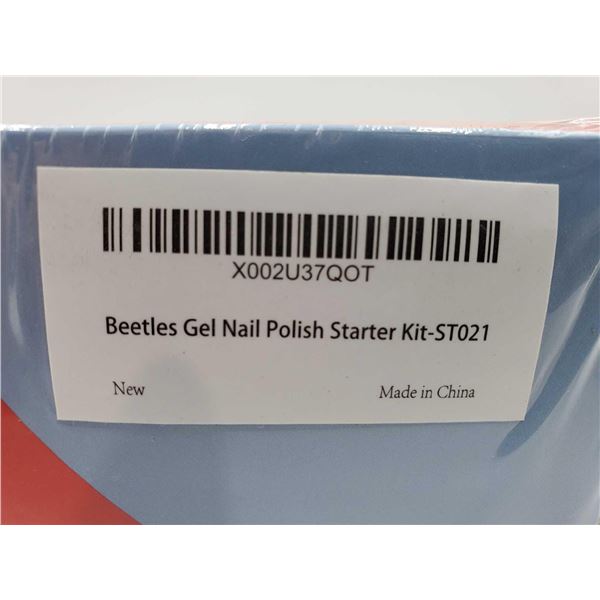 X002U37QOT
Beetles Gel Nail Polish Starter Kit-ST021
New Made in China